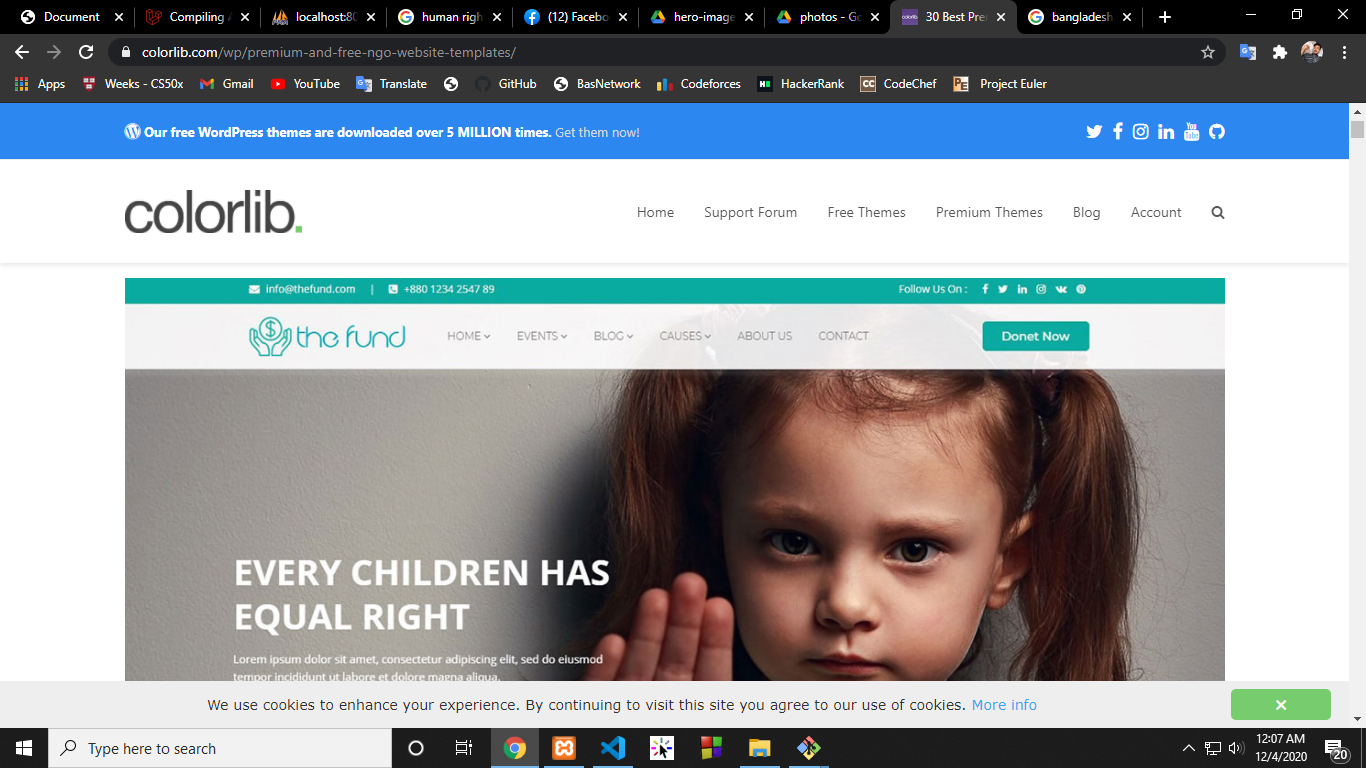 Document
Compiling
localhost:80
human righ
(12) Facebo
hero-image
photos - Go
30 Best Prem
bangladesh
colorlib.com/wp/premium-and-free-ngo-website-templates/
Apps
Weeks - CS50x
Gmail
YouTube
Translate
GitHub
BasNetwork
Codeforces
HackerRank
CodeChef
Project Euler
Our free WordPress themes are downloaded over 5 MILLION times. Get them now!
colorlib.
Home
Support Forum
Free Themes
Premium Themes
Blog
Account
info@thefund.com | +880 1234 2547 89
Follow Us On :
the fund
HOME
EVENTS
BLOG
CAUSES
ABOUT US
CONTACT
Donet Now
EVERY CHILDREN HAS
EQUAL RIGHT
Lorem ipsum dolor sit amet, consectetur adipiscing elit, sed do eiusmod
tempor incididunt ut labore et dolore magna aliqua.
We use cookies to enhance your experience. By continuing to visit this site you agree to our use of cookies. More info
Type here to search
12:07 AM
12/4/2020
20